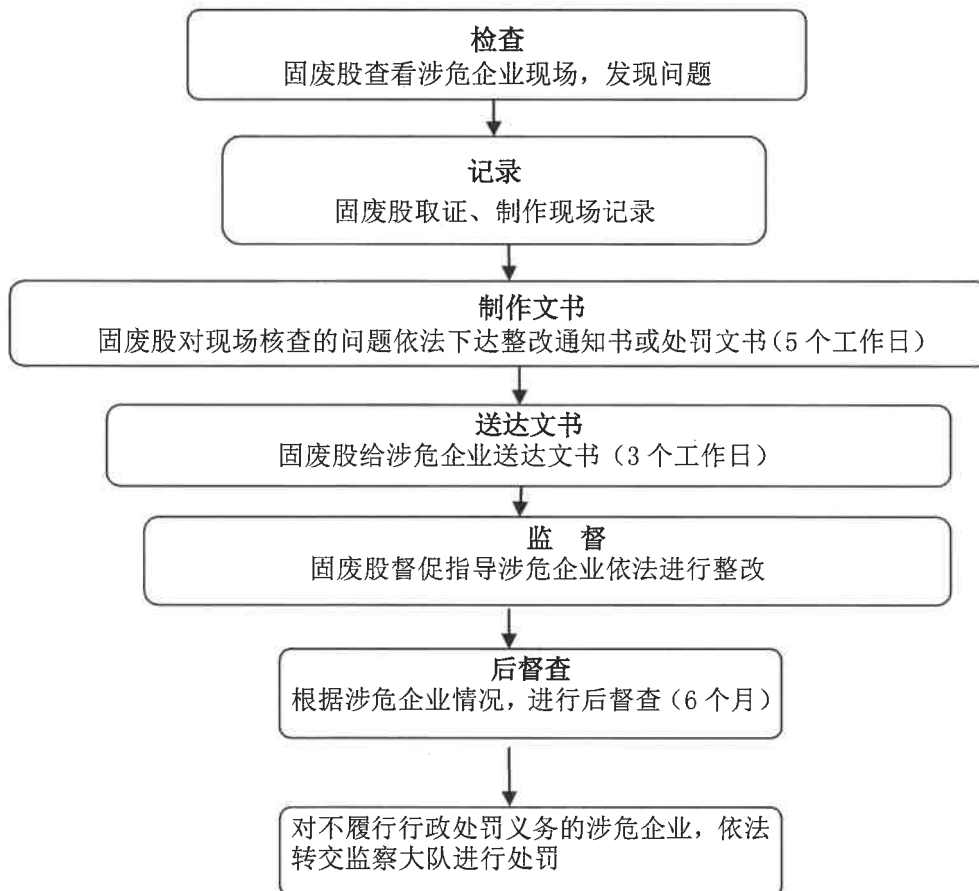 检查
固废股查看涉危企业现场，发现问题
记录
固废股取证、制作现场记录
制作文书
固废股对现场核查的问题依法下达整改通知书或处罚文书（5 个工作日）
送达文书
固废股给涉危企业送达文书（3 个工作日）
监　督
固废股督促指导涉危企业依法进行整改
后督查
根据涉危企业情况，进行后督查（6 个月）
对不履行行政处罚义务的涉危企业，依法
转交监察大队进行处罚